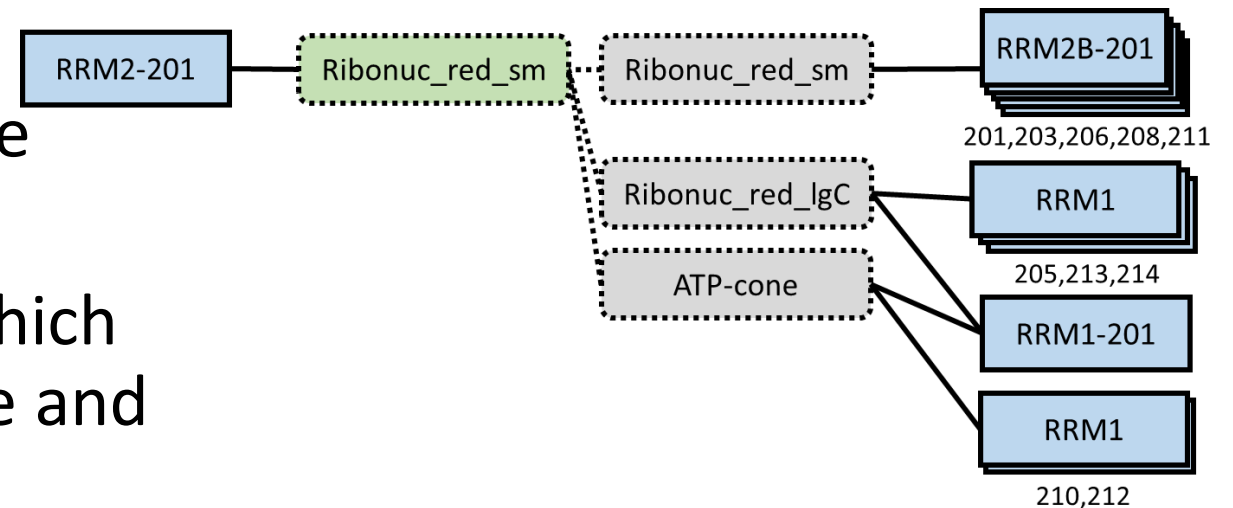 RRM2-201
Ribonuc_red_sm
Ribonuc_red_sm
RRM2B-201
201,203,206,208,211
e
Ribonuc_red_lgC
RRM1
205,213,214
ATP-cone
hich
RRM1-201
e and
RRM1
210,212